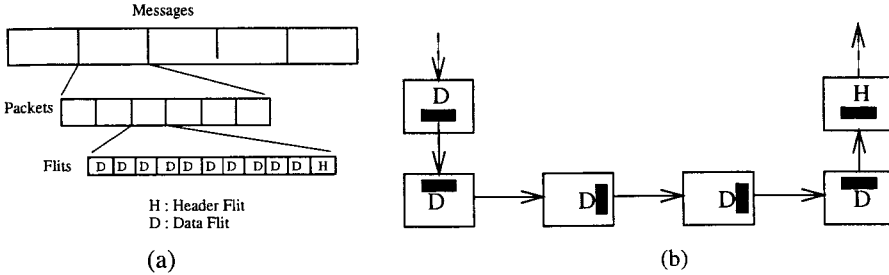 Messages
Packets
Flits
D D D D D D D D D H
H : Header Flit
D : Data Flit
(a)
D
H
D
D
D
D
(b)